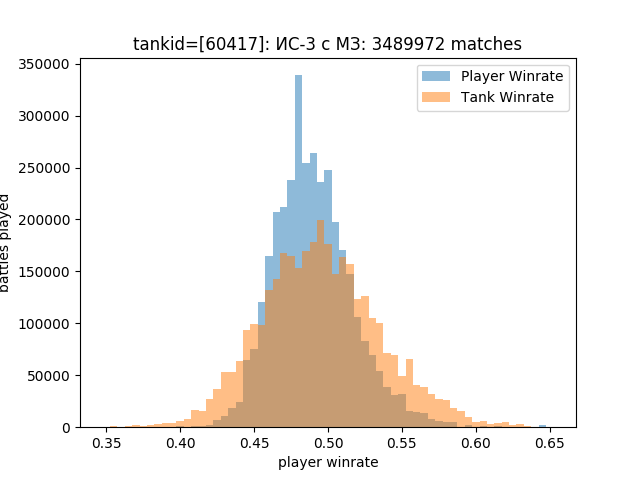 tankid=[60417]: ИС-3 с МЗ: 3489972 matches
Player Winrate
Tank Winrate
350000
300000
250000
200000
150000
100000
50000
0
battles played
0.35 0.40 0.45 0.50 0.55 0.60 0.65
player winrate